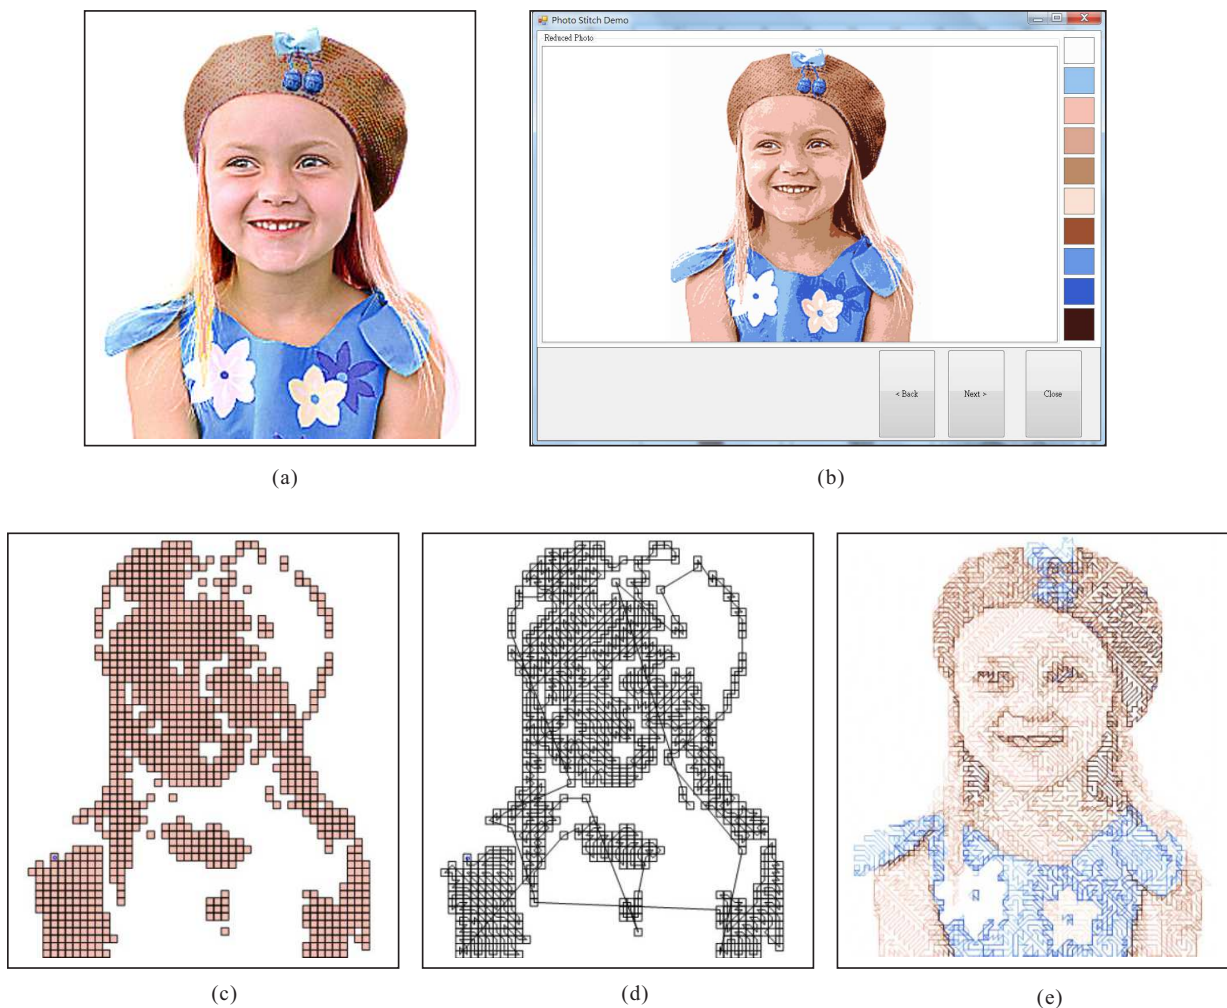 Photo Stitch Demo
Reduced Photo
< Back
Next >
Close
(a)
(b)
(c)
(d)
(e)